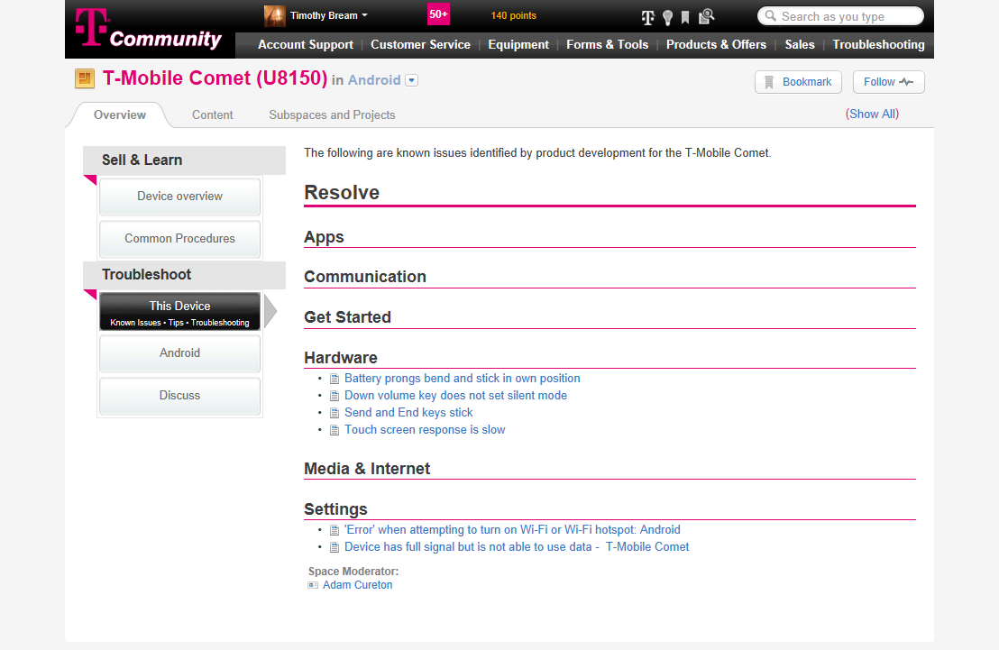 T Community
Timothy Bream
50+
140 points
Search as you type
Account Support | Customer Service | Equipment | Forms & Tools | Products & Offers | Sales | Troubleshooting
T-Mobile Comet (U8150) in Android
Bookmark
Follow
Overview
Content
Subspaces and Projects
(Show All)
Sell & Learn
Device overview
Common Procedures
Troubleshoot
This Device
Known Issues • Tips • Troubleshooting
Android
Discuss
The following are known issues identified by product development for the T-Mobile Comet.
Resolve
Apps
Communication
Get Started
Hardware
• Battery prongs bend and stick in own position
• Down volume key does not set silent mode
• Send and End keys stick
• Touch screen response is slow
Media & Internet
Settings
• 'Error' when attempting to turn on Wi-Fi or Wi-Fi hotspot: Android
• Device has full signal but is not able to use data - T-Mobile Comet
Space Moderator:
Adam Cureton